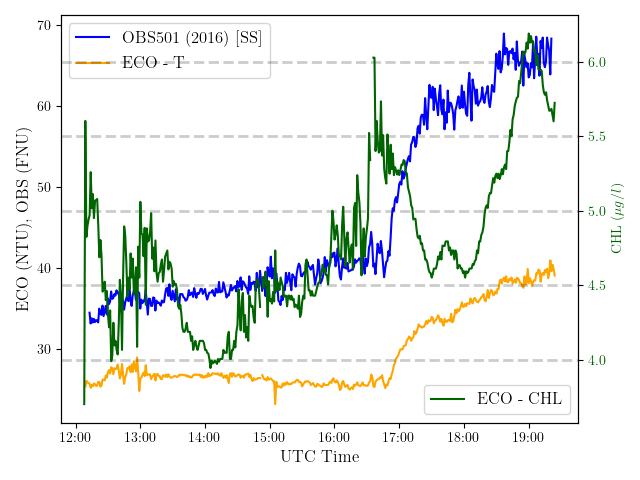 OBS501 (2016) [SS]
ECO - T
ECO (NTU), OBS (FNU)
70
60
50
40
30
6.0
5.5
5.0
4.5
4.0
CHL (µg/l)
ECO - CHL
12:00 13:00 14:00 15:00 16:00 17:00 18:00 19:00
UTC Time